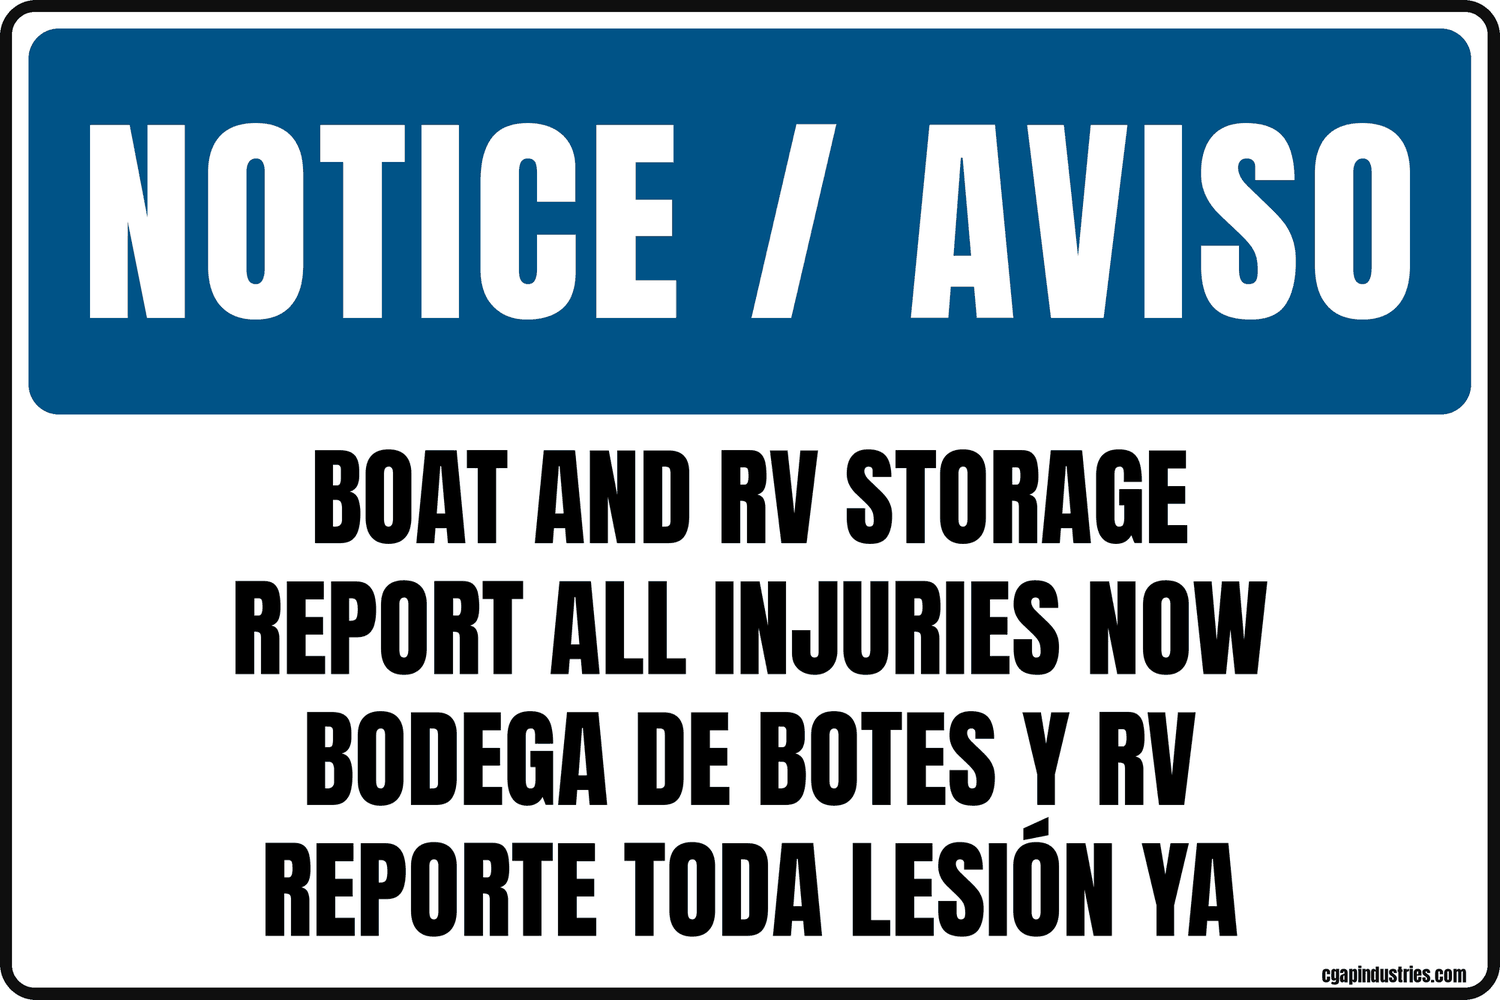 NOTICE / AVISO
BOAT AND RV STORAGE
REPORT ALL INJURIES NOW
BODEGA DE BOTES Y RV
REPORTE TODA LESIÓN YA
cgapindustries.com